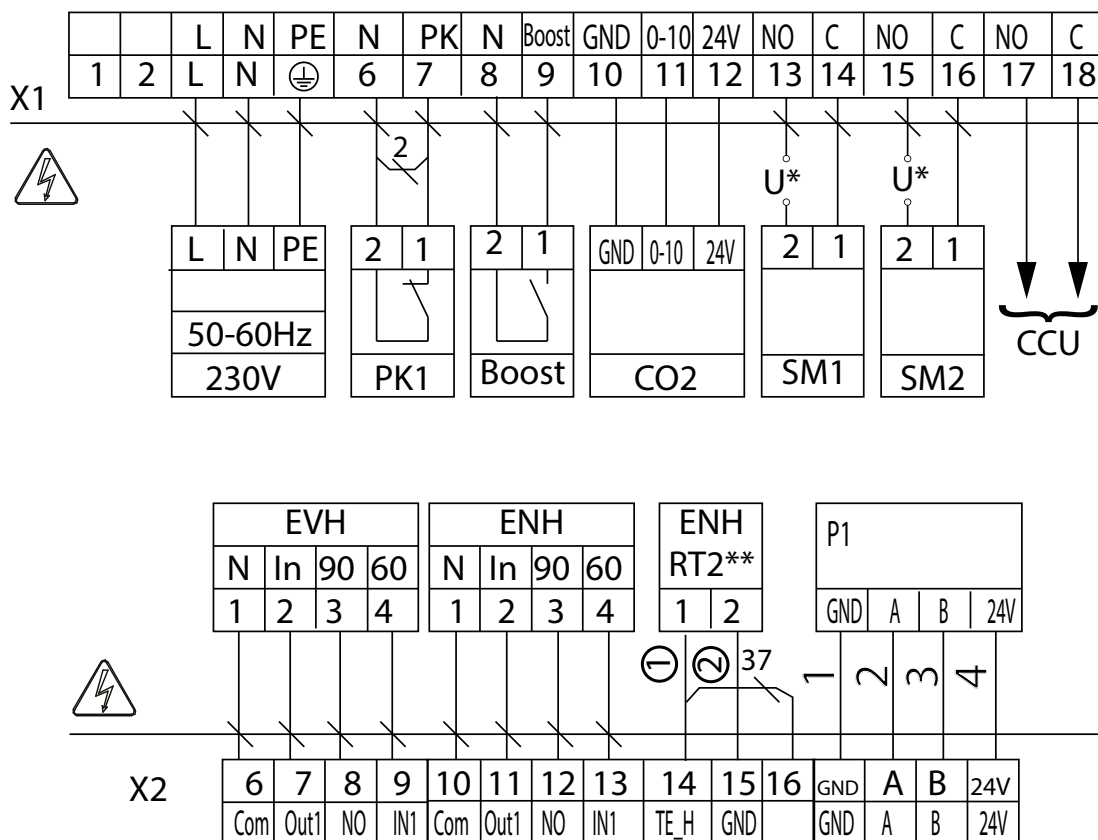 L N PE N PK N Boost GND 0-10 24V NO C NO C NO C
1 2 L N 6 7 8 9 10 11 12 13 14 15 16 17 18
X1
2
U* U*
L N PE 2 1 2 1 GND 0-10 24V 2 1 2 1
50-60Hz
CCU
230V PK1 Boost CO2 SM1 SM2
EVH ENH ENH P1
N In 90 60 N In 90 60 RT2**
1 2 3 4 1 2 3 4 1 2 GND A B 24V
1 2 37 1 2 3 4
X2
6 7 8 9 10 11 12 13 14 15 16 GND A B 24V
Com Out1 NO IN1 Com Out1 NO IN1 TE_H GND GND A B 24V